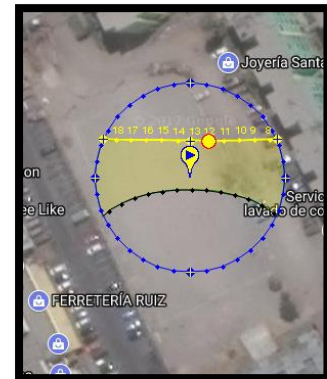 Joyería Santa
18 17 16 15 14 13 12 11 10 9 8
on
ee Like
Servic
lavado de co
FERRETERÍA RUIZ